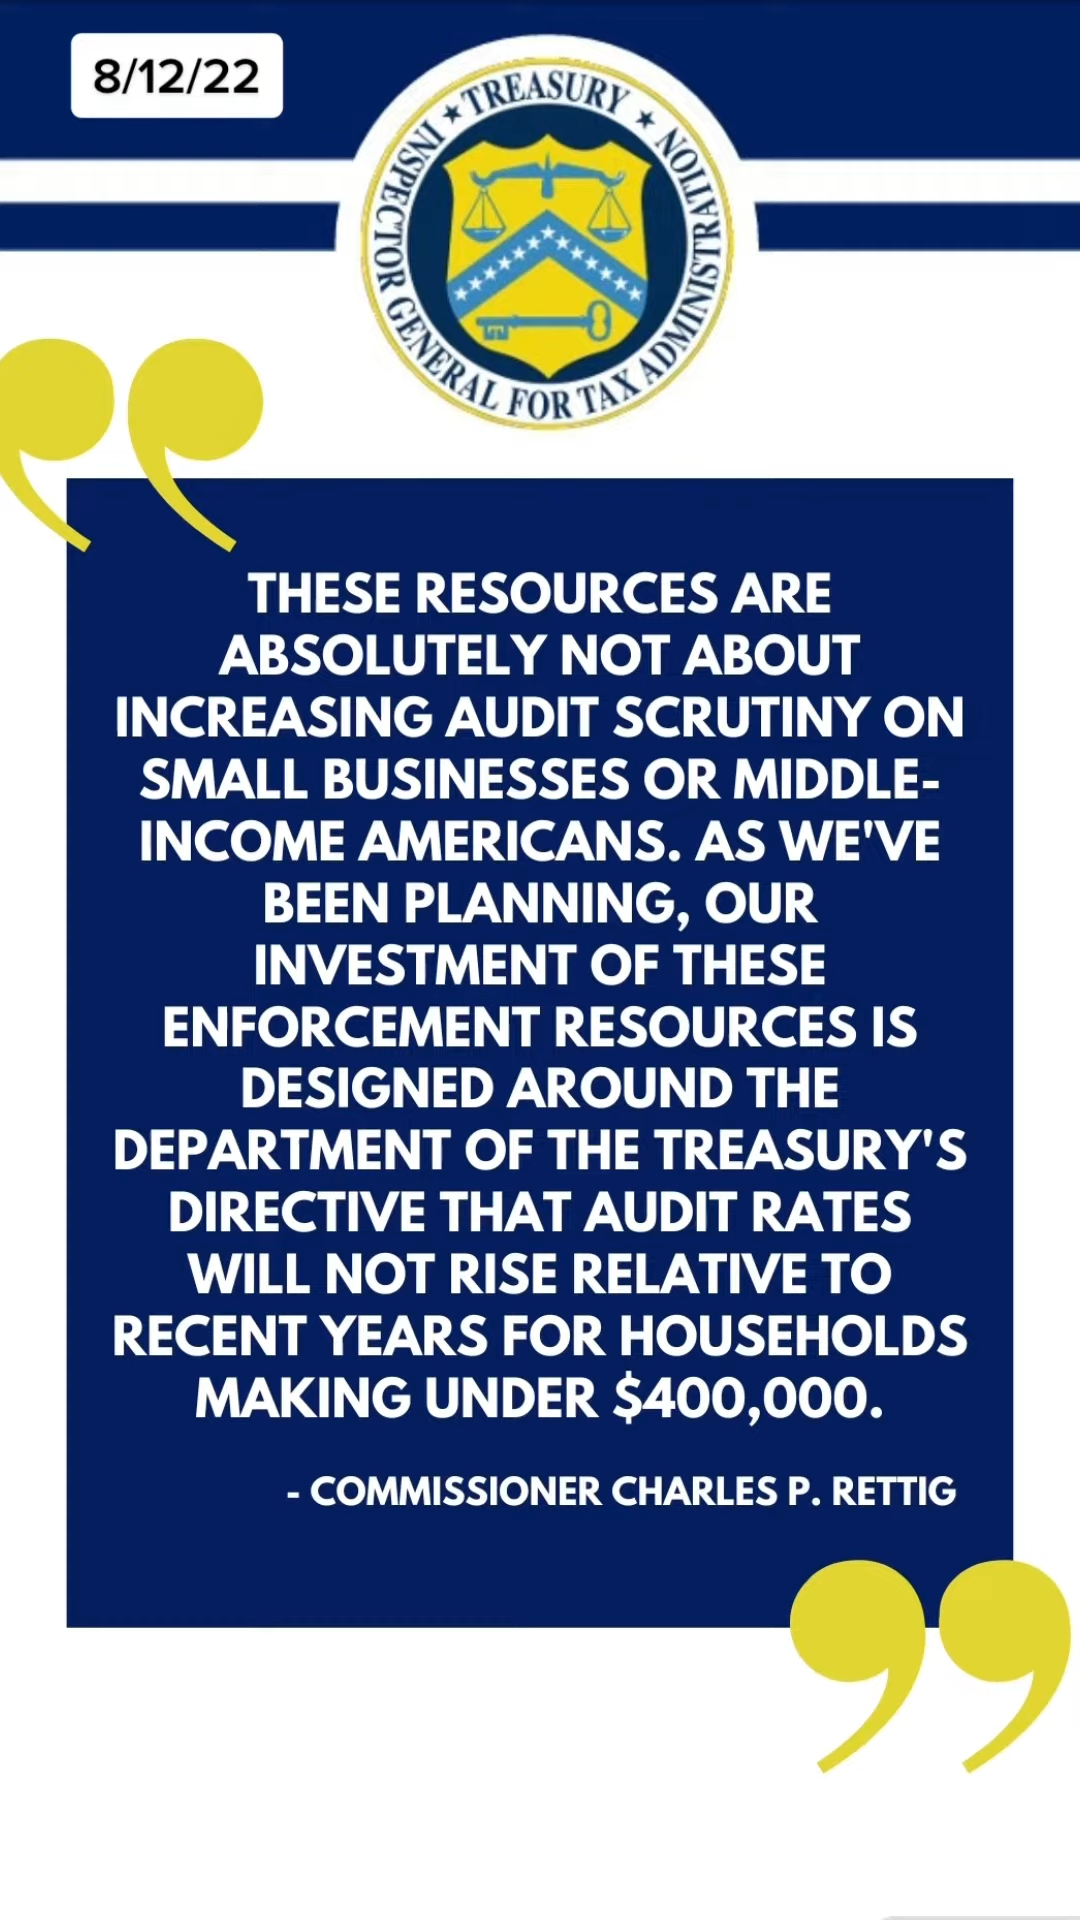 8/12/22
★ TREASURY ★
INSPECTOR GENERAL FOR TAX ADMINISTRATION
THESE RESOURCES ARE
ABSOLUTELY NOT ABOUT
INCREASING AUDIT SCRUTINY ON
SMALL BUSINESSES OR MIDDLE-
INCOME AMERICANS. AS WE'VE
BEEN PLANNING, OUR
INVESTMENT OF THESE
ENFORCEMENT RESOURCES IS
DESIGNED AROUND THE
DEPARTMENT OF THE TREASURY'S
DIRECTIVE THAT AUDIT RATES
WILL NOT RISE RELATIVE TO
RECENT YEARS FOR HOUSEHOLDS
MAKING UNDER $400,000.
- COMMISSIONER CHARLES P. RETTIG